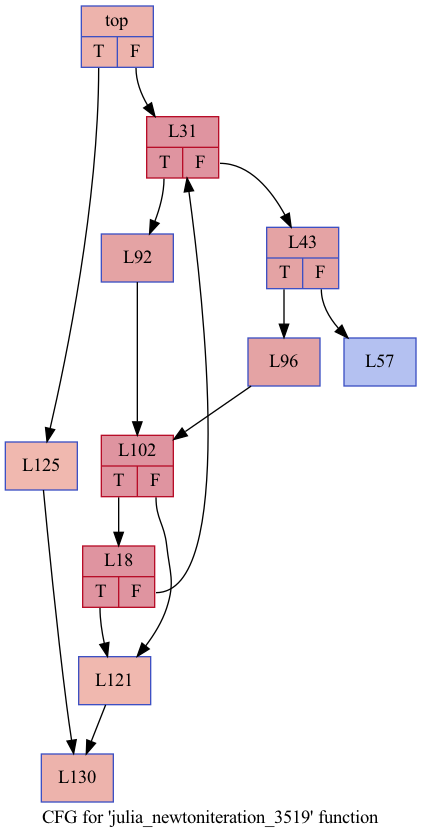 top
T F
L31
T F
L43
T F
L92
L96
L57
L102
T F
L125
L18
T F
L121
L130
CFG for 'julia_newtoniteration_3519' function